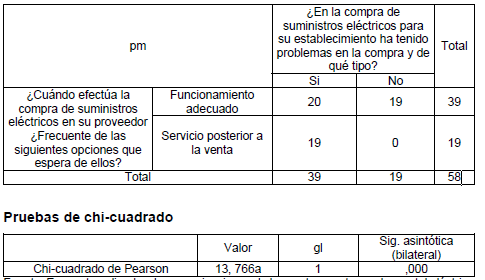 pm
¿En la compra de
suministros eléctricos para
su establecimiento ha tenido
problemas en la compra y de
qué tipo?
Total
Si
No
¿Cuándo efectúa la
compra de suministros
eléctricos en su proveedor
¿Frecuente de las
siguientes opciones que
espera de ellos?
Funcionamiento
adecuado
20
19
39
Servicio posterior a
la venta
19
0
19
Total
39
19
58
Pruebas de chi-cuadrado
Valor
gl
Sig. asintótica
(bilateral)
Chi-cuadrado de Pearson
13, 766a
1
,000